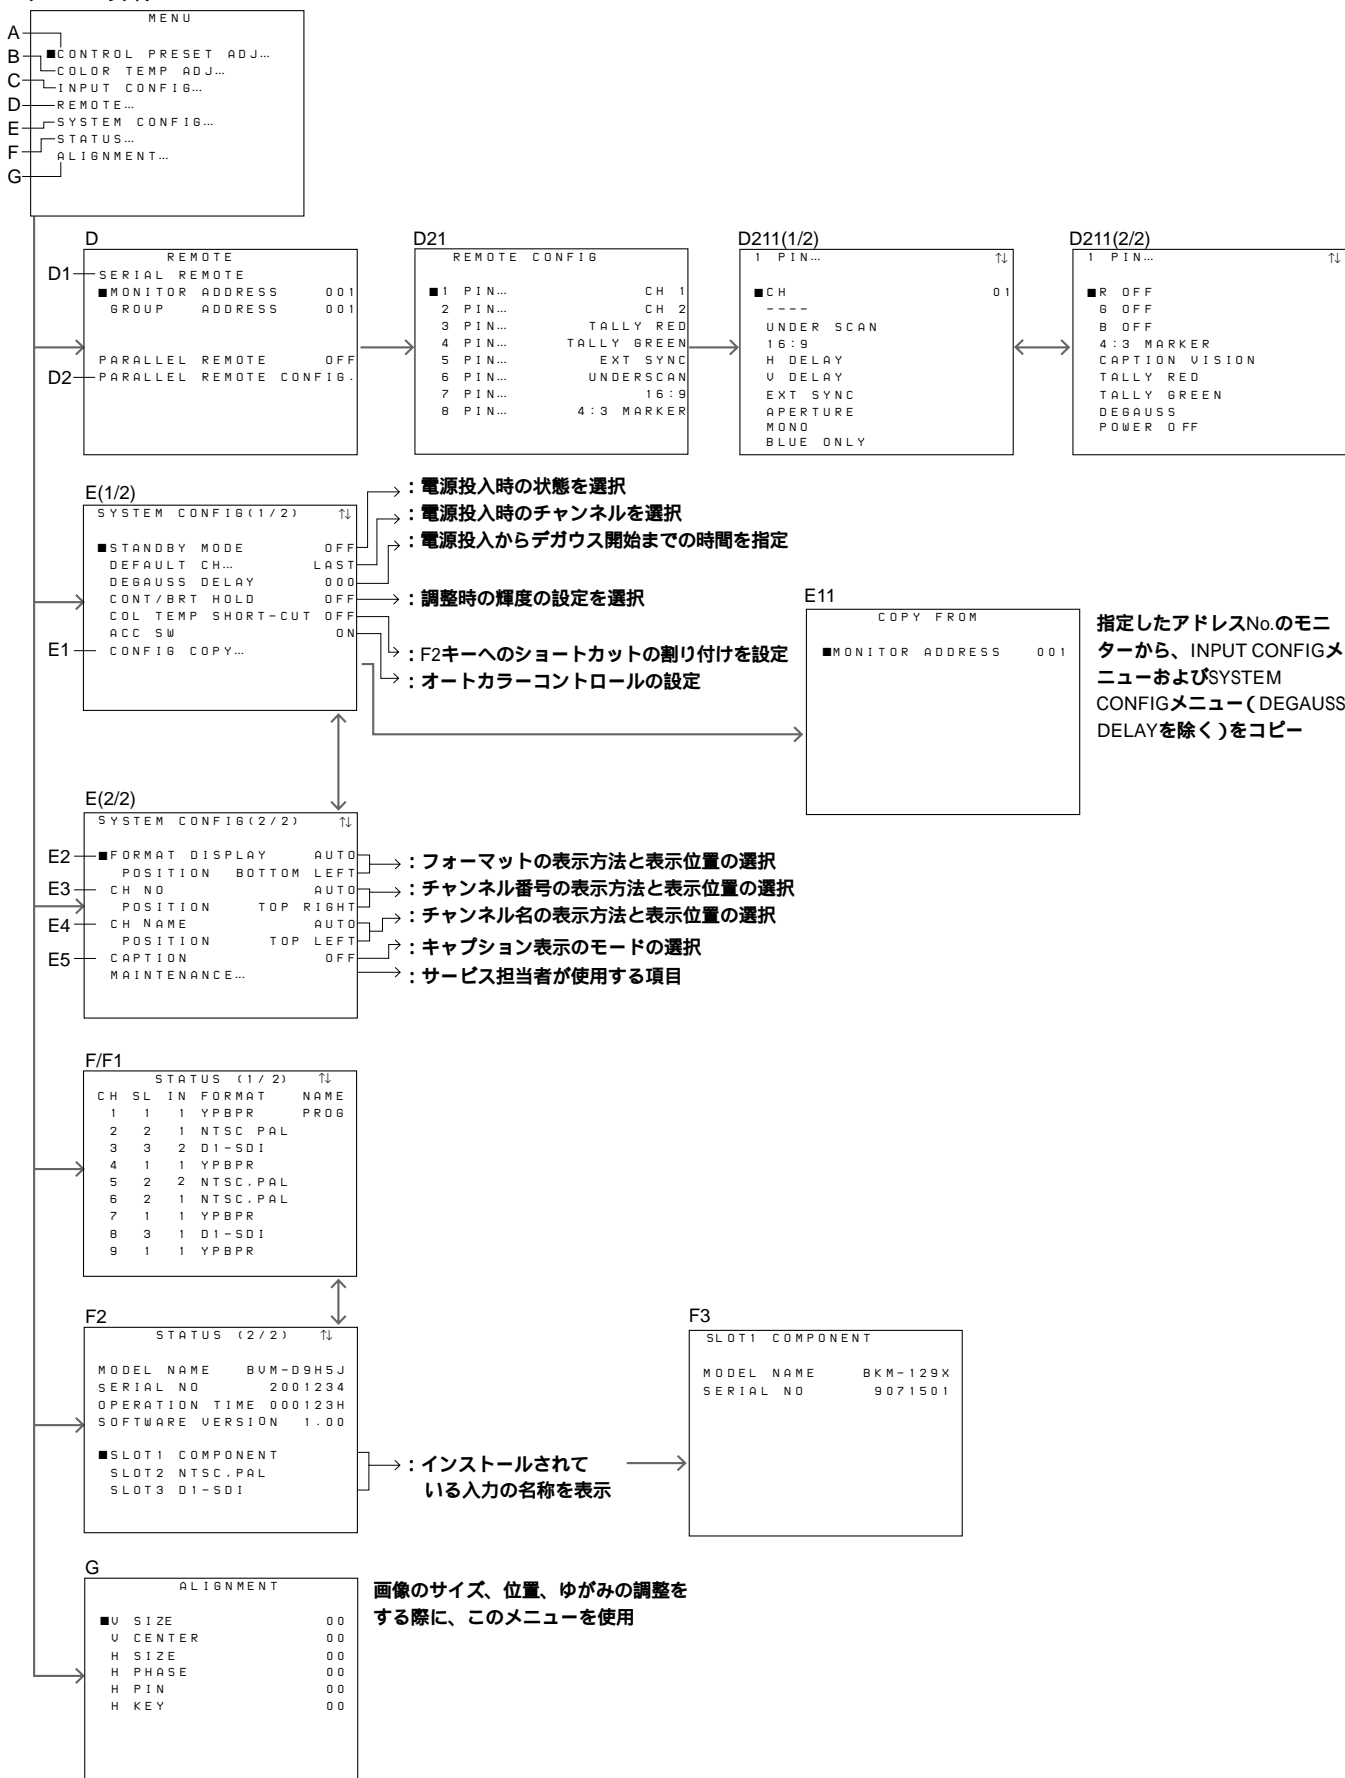 MENU
A
B
C
D
E
F
G
■CONTROL PRESET ADJ…
COLOR TEMP ADJ…
INPUT CONFIG…
REMOTE…
SYSTEM CONFIG…
STATUS…
ALIGNMENT…
D
REMOTE
D1
SERIAL REMOTE
■MONITOR ADDRESS 001
GROUP ADDRESS 001
PARALLEL REMOTE OFF
D2
PARALLEL REMOTE CONFIG.
D21
REMOTE CONFIG
■1 PIN… CH 1
2 PIN… CH 2
3 PIN… TALLY RED
4 PIN… TALLY GREEN
5 PIN… EXT SYNC
6 PIN… UNDERSCAN
7 PIN… 16:9
8 PIN… 4:3 MARKER
D211(1/2)
1 PIN… ↑↓
■CH 01
----
UNDER SCAN
16:9
H DELAY
V DELAY
EXT SYNC
APERTURE
MONO
BLUE ONLY
D211(2/2)
1 PIN… ↑↓
■R OFF
G OFF
B OFF
4:3 MARKER
CAPTION VISION
TALLY RED
TALLY GREEN
DEGAUSS
POWER OFF
E(1/2)
SYSTEM CONFIG(1/2) ↑↓
■STANDBY MODE OFF
DEFAULT CH… LAST
DEGAUSS DELAY 000
CONT/BRT HOLD OFF
COL TEMP SHORT-CUT OFF
ACC SW ON
E1
CONFIG COPY…
：電源投入時の状態を選択
：電源投入時のチャンネルを選択
：電源投入からデガウス開始までの時間を指定
：調整時の輝度の設定を選択
：F2キーへのショートカットの割り付けを設定
：オートカラーコントロールの設定
E11
COPY FROM
■MONITOR ADDRESS 001
指定したアドレスNo.のモニ
ターから、INPUT CONFIGメ
ニューおよびSYSTEM
CONFIGメニュー（DEGAUSS
DELAYを除く）をコピー
E(2/2)
SYSTEM CONFIG(2/2) ↑↓
E2
■FORMAT DISPLAY AUTO
POSITION BOTTOM LEFT
E3
CH NO AUTO
POSITION TOP RIGHT
E4
CH NAME AUTO
POSITION TOP LEFT
E5
CAPTION OFF
MAINTENANCE…
：フォーマットの表示方法と表示位置の選択
：チャンネル番号の表示方法と表示位置の選択
：チャンネル名の表示方法と表示位置の選択
：キャプション表示のモードの選択
：サービス担当者が使用する項目
F/F1
STATUS (1/2) ↑↓
CH SL IN FORMAT NAME
1 1 1 YPBPR PROG
2 2 1 NTSC PAL
3 3 2 D1-SDI
4 1 1 YPBPR
5 2 2 NTSC,PAL
6 2 1 NTSC,PAL
7 1 1 YPBPR
8 3 1 D1-SDI
9 1 1 YPBPR
F2
STATUS (2/2) ↑↓
MODEL NAME BVM-D9H5J
SERIAL NO 2001234
OPERATION TIME 000123H
SOFTWARE VERSION 1.00
■SLOT1 COMPONENT
SLOT2 NTSC,PAL
SLOT3 D1-SDI
：インストールされて
いる入力の名称を表示
F3
SLOT1 COMPONENT
MODEL NAME BKM-129X
SERIAL NO 9071501
G
ALIGNMENT
■V SIZE 00
V CENTER 00
H SIZE 00
H PHASE 00
H PIN 00
H KEY 00
画像のサイズ、位置、ゆがみの調整を
する際に、このメニューを使用